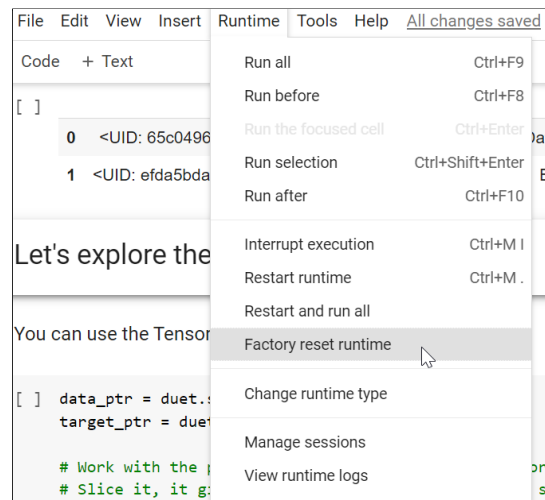 File Edit View Insert Runtime Tools Help All changes saved
Code + Text
Run all Ctrl+F9
Run before Ctrl+F8
[ ]
Run the focused cell Ctrl+Enter
0 <UID: 65c0496
Run selection Ctrl+Shift+Enter
1 <UID: efda5bda
Run after Ctrl+F10
Let's explore the
Interrupt execution Ctrl+M I
Restart runtime Ctrl+M .
Restart and run all
You can use the Tensor
Factory reset runtime
Change runtime type
[ ] data_ptr = duet.s
target_ptr = duet
Manage sessions
# Work with the
View runtime logs
# Slice it, it